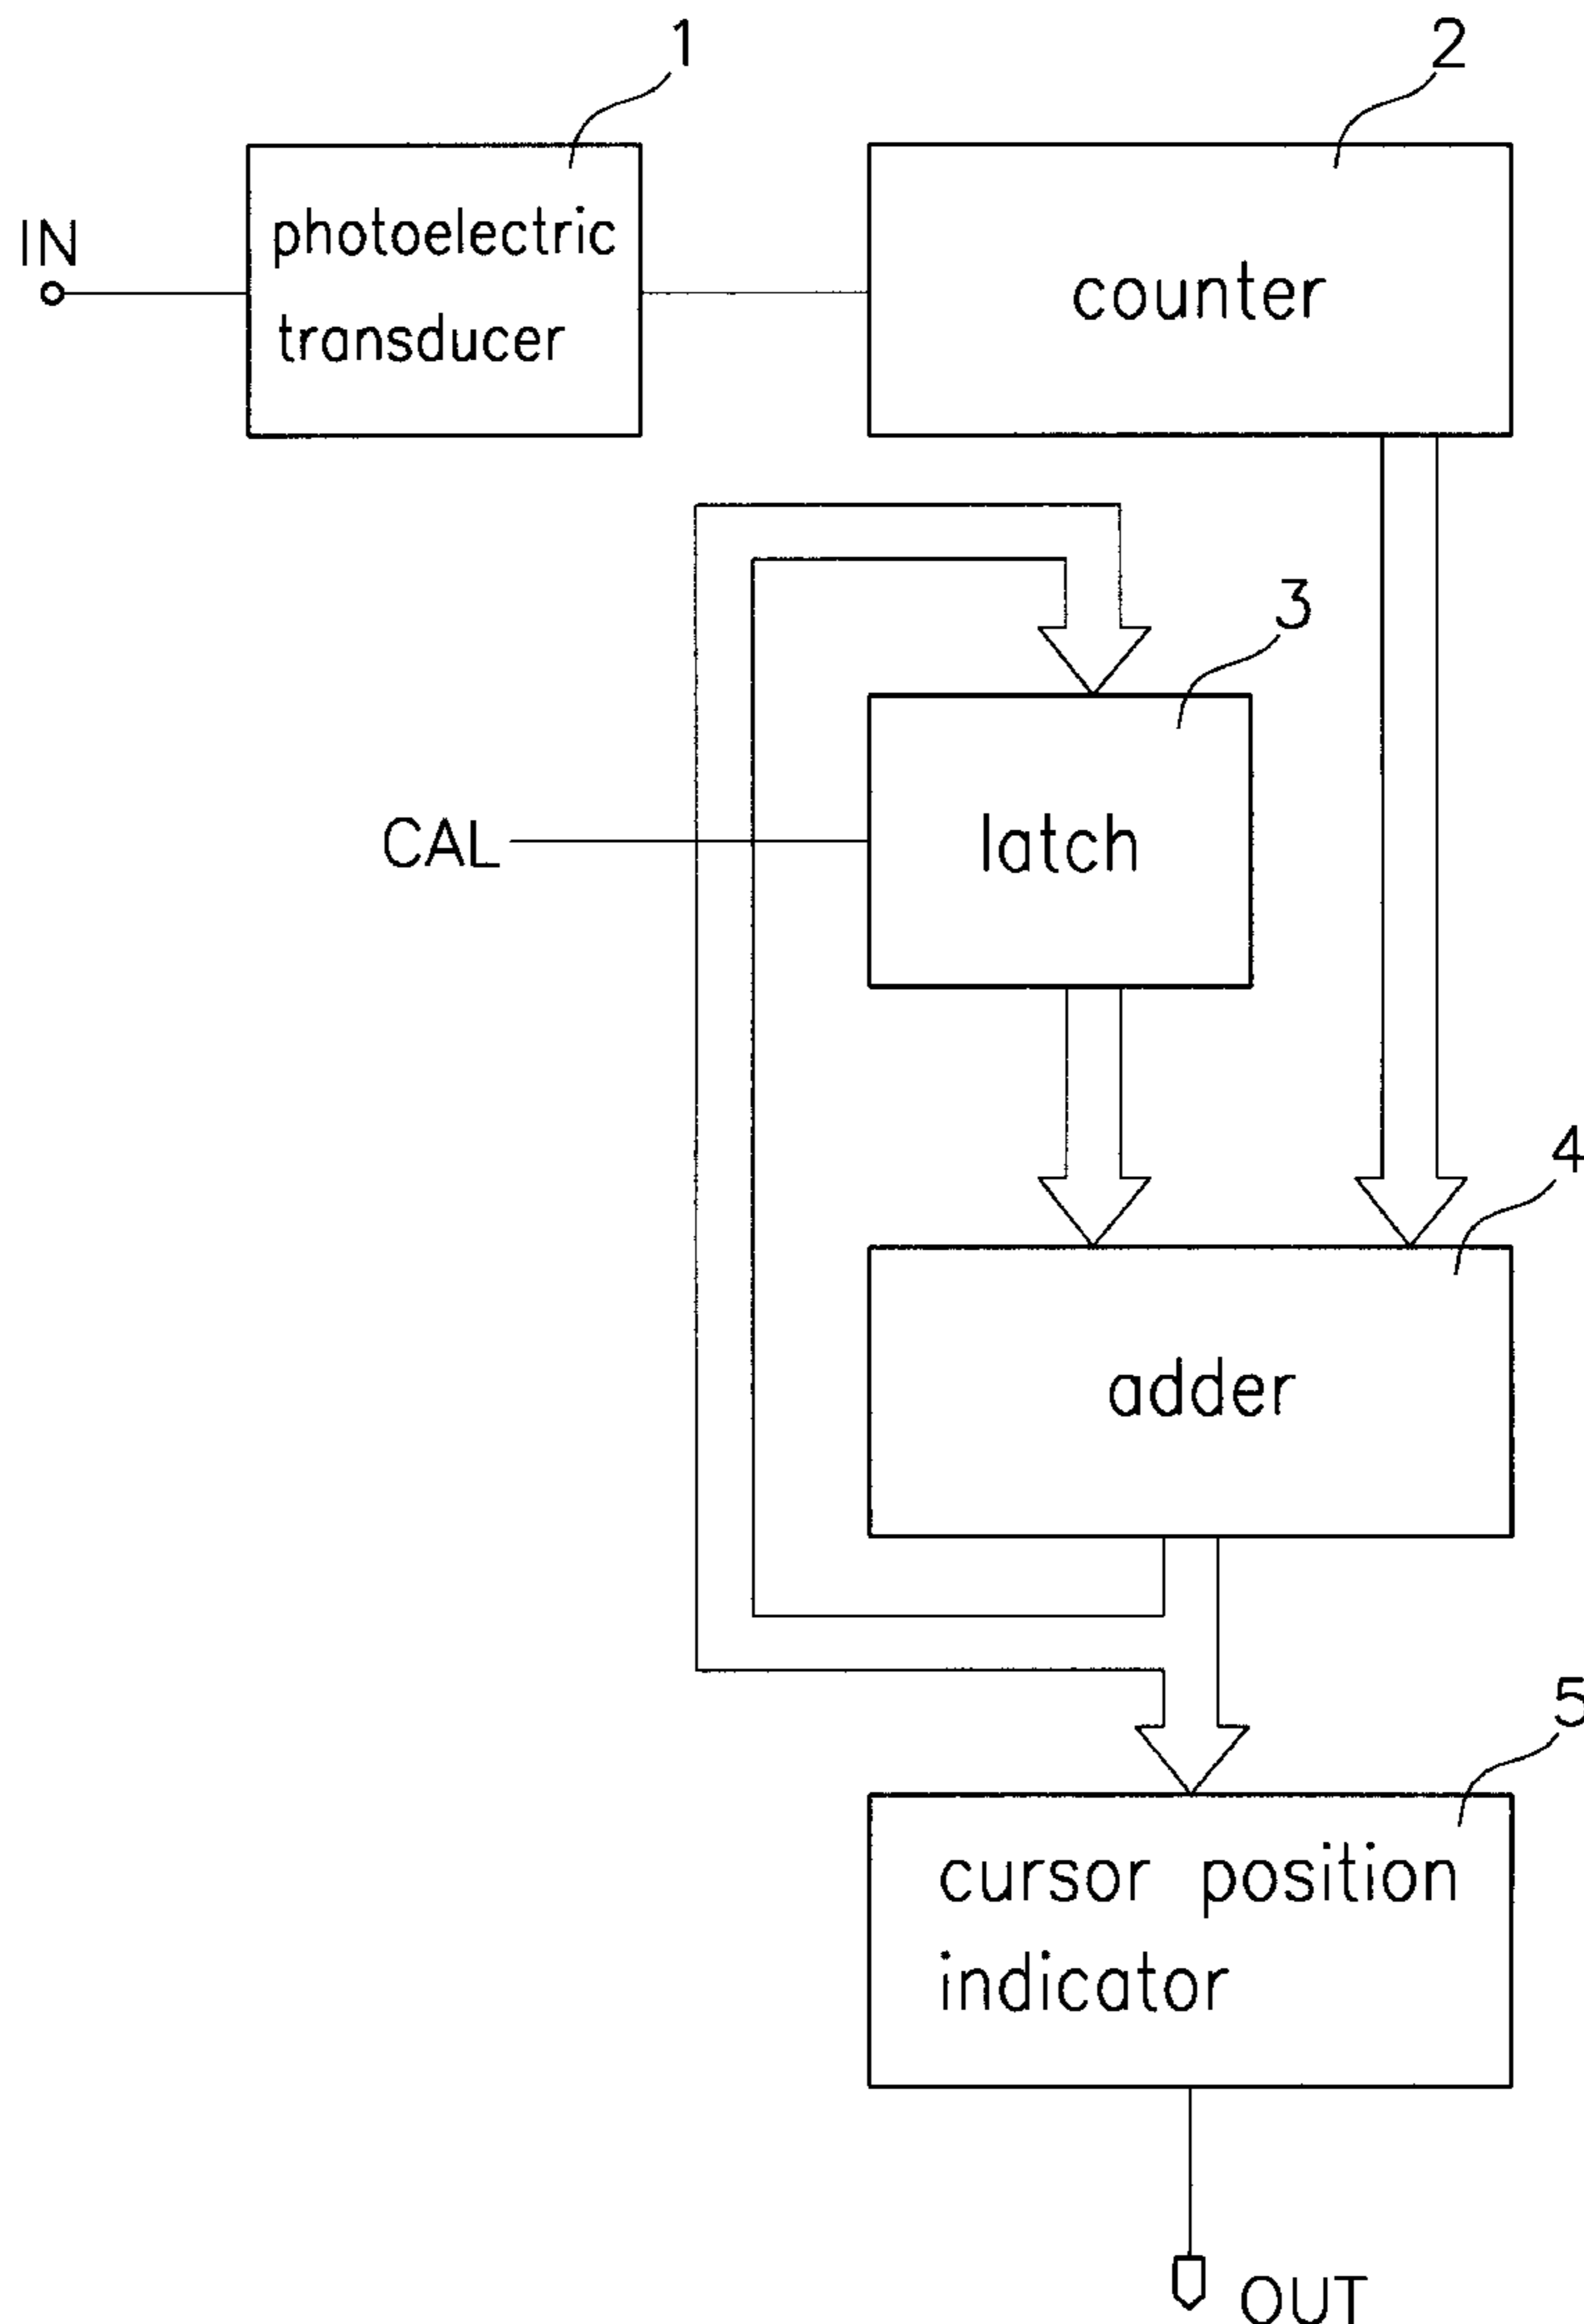 1
2
IN
photoelectric
transducer
counter
3
CAL
latch
4
adder
5
cursor position
indicator
OUT